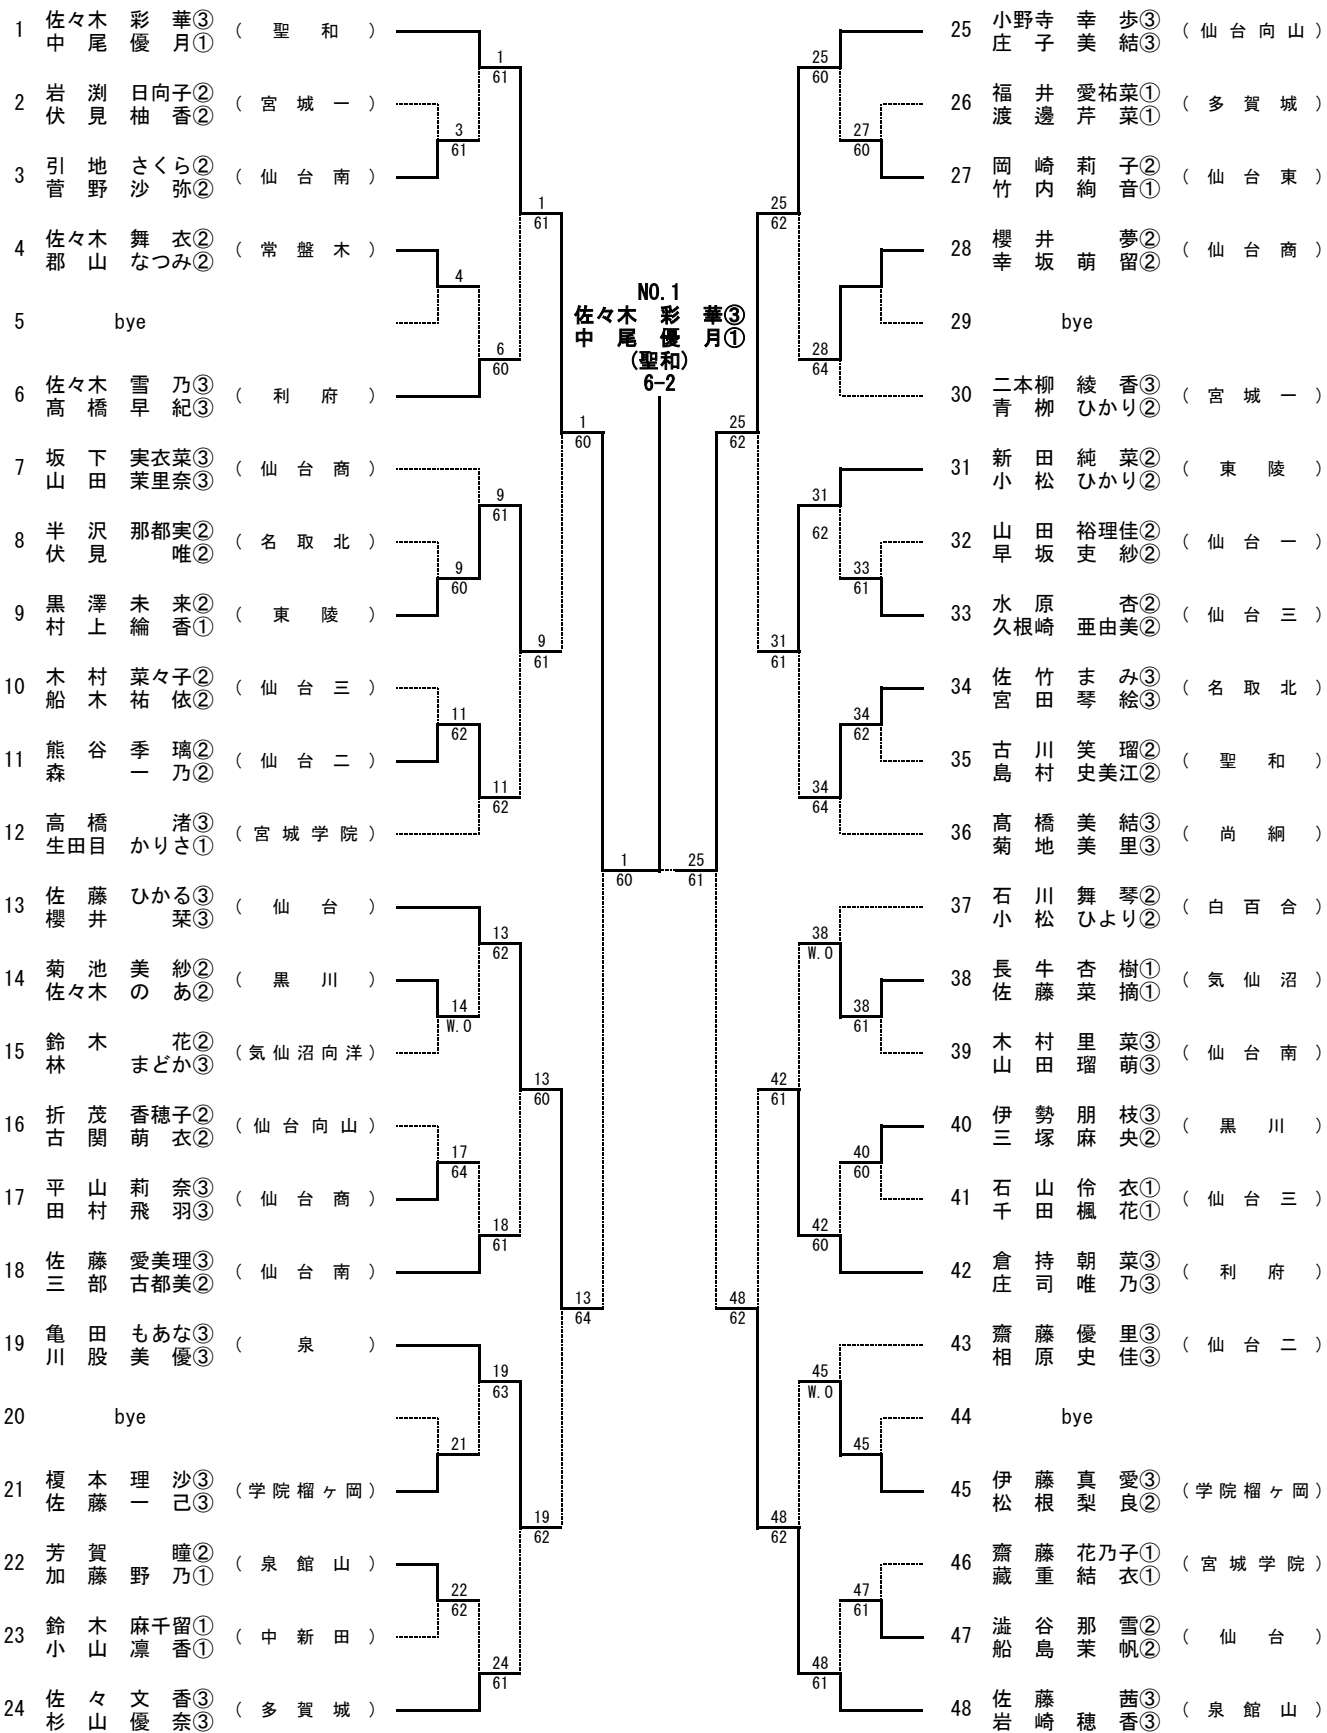 1 佐々木 彩 華③ ( 聖 和 )
中 尾 優 月①
1
61
2 岩 渕 日向子② ( 宮 城 一 )
伏 見 柚 香②
3
61
3 引 地 さくら② ( 仙 台 南 )
菅 野 沙 弥②
1
61
4 佐々木 舞 衣② ( 常 盤 木 )
郡 山 なつみ②
4
5 bye
6
60
6 佐々木 雪 乃③ ( 利 府 )
髙 橋 早 紀③
1
60
7 坂 下 実衣菜③ ( 仙 台 商 )
山 田 茉里奈③
9
61
8 半 沢 那都実② ( 名 取 北 )
伏 見 唯②
9
60
9 黒 澤 未 来② ( 東 陵 )
村 上 綸 香①
9
61
10 木 村 菜々子② ( 仙 台 三 )
船 木 祐 依②
11
62
11 熊 谷 季 璃② ( 仙 台 二 )
森 一 乃②
11
62
12 高 橋 渚③ ( 宮 城 学 院 )
生田目 かりさ①
1
60
13 佐 藤 ひかる③ ( 仙 台 )
櫻 井 栞③
13
62
14 菊 池 美 紗② ( 黒 川 )
佐々木 の あ②
14
W.O
15 鈴 木 花② ( 気 仙 沼 向 洋 )
林 まどか③
13
60
16 折 茂 香穂子② ( 仙 台 向 山 )
古 関 萌 衣②
17
64
17 平 山 莉 奈③ ( 仙 台 商 )
田 村 飛 羽③
18
61
18 佐 藤 愛美理③ ( 仙 台 南 )
三 部 古都美②
13
64
19 亀 田 もあな③ ( 泉 )
川 股 美 優③
19
63
20 bye
21
21 榎 本 理 沙③ ( 学 院 榴 ヶ 岡 )
佐 藤 一 己③
19
62
22 芳 賀 瞳② ( 泉 館 山 )
加 藤 野 乃①
22
62
23 鈴 木 麻千留① ( 中 新 田 )
小 山 凛 香①
24
61
24 佐 々 文 香③ ( 多 賀 城 )
杉 山 優 奈③
NO.1
佐々木 彩 華③
中 尾 優 月①
(聖和)
6-2
25 小野寺 幸 歩③ ( 仙 台 向 山 )
庄 子 美 結③
25
60
26 福 井 愛祐菜① ( 多 賀 城 )
渡 邊 芹 菜①
27
60
27 岡 崎 莉 子② ( 仙 台 東 )
竹 内 絢 音①
25
62
28 櫻 井 夢② ( 仙 台 商 )
幸 坂 萌 留②
29 bye
28
64
30 二本柳 綾 香③ ( 宮 城 一 )
青 栁 ひかり②
25
62
31 新 田 純 菜② ( 東 陵 )
小 松 ひかり②
31
62
32 山 田 裕理佳② ( 仙 台 一 )
早 坂 吏 紗②
33
61
33 水 原 杏② ( 仙 台 三 )
久根崎 亜由美②
31
61
34 佐 竹 ま み③ ( 名 取 北 )
宮 田 琴 絵③
34
62
35 古 川 笑 瑠② ( 聖 和 )
島 村 史美江②
34
64
36 髙 橋 美 結③ ( 尚 絅 )
菊 地 美 里③
25
61
37 石 川 舞 琴② ( 白 百 合 )
小 松 ひより②
38
W.O
38 長 牛 杏 樹① ( 気 仙 沼 )
佐 藤 菜 摘①
38
61
39 木 村 里 菜③ ( 仙 台 南 )
山 田 瑠 萌③
42
61
40 伊 勢 朋 枝③ ( 黒 川 )
三 塚 麻 央②
40
60
41 石 山 伶 衣① ( 仙 台 三 )
千 田 楓 花①
42
60
42 倉 持 朝 菜③ ( 利 府 )
庄 司 唯 乃③
48
62
43 齋 藤 優 里③ ( 仙 台 二 )
相 原 史 佳③
45
W.O
44 bye
45
45 伊 藤 真 愛③ ( 学 院 榴 ヶ 岡 )
松 根 梨 良②
48
62
46 齋 藤 花乃子① ( 宮 城 学 院 )
藏 重 結 衣①
47
61
47 澁 谷 那 雪② ( 仙 台 )
船 島 茉 帆②
48
61
48 佐 藤 茜③ ( 泉 館 山 )
岩 崎 穂 香③